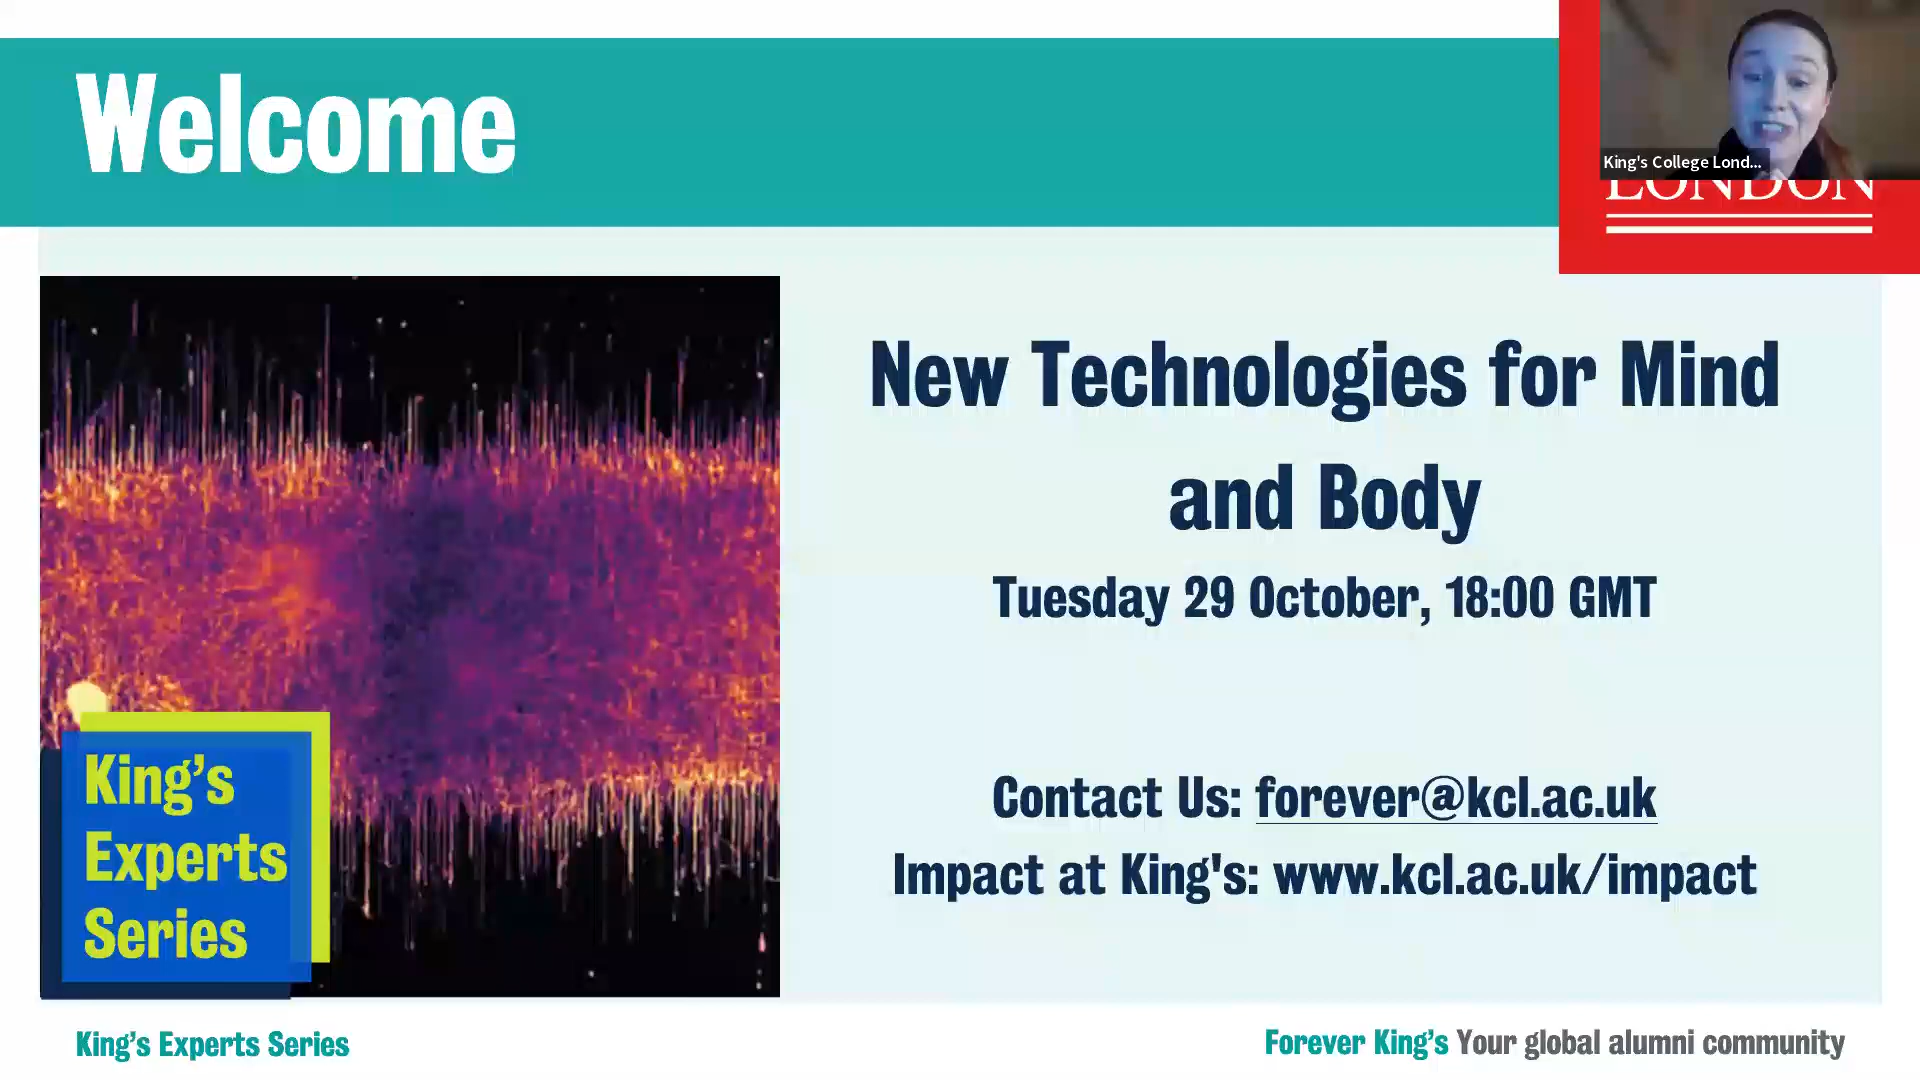 Welcome
King's College Lond...
LONDON
New Technologies for Mind
and Body
Tuesday 29 October, 18:00 GMT
Contact Us: forever@kcl.ac.uk
Impact at King's: www.kcl.ac.uk/impact
King’s
Experts
Series
King’s Experts Series
Forever King’s Your global alumni community